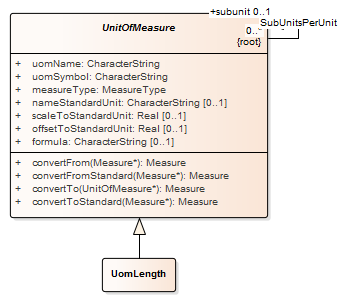 +subunit 0..1
SubUnitsPerUnit
UnitOfMeasure
0..*
{root}
+ uomName: CharacterString
+ uomSymbol: CharacterString
+ measureType: MeasureType
+ nameStandardUnit: CharacterString [0..1]
+ scaleToStandardUnit: Real [0..1]
+ offsetToStandardUnit: Real [0..1]
+ formula: CharacterString [0..1]
+ convertFrom(Measure*): Measure
+ convertFromStandard(Measure*): Measure
+ convertTo(UnitOfMeasure*): Measure
+ convertToStandard(Measure*): Measure
UomLength